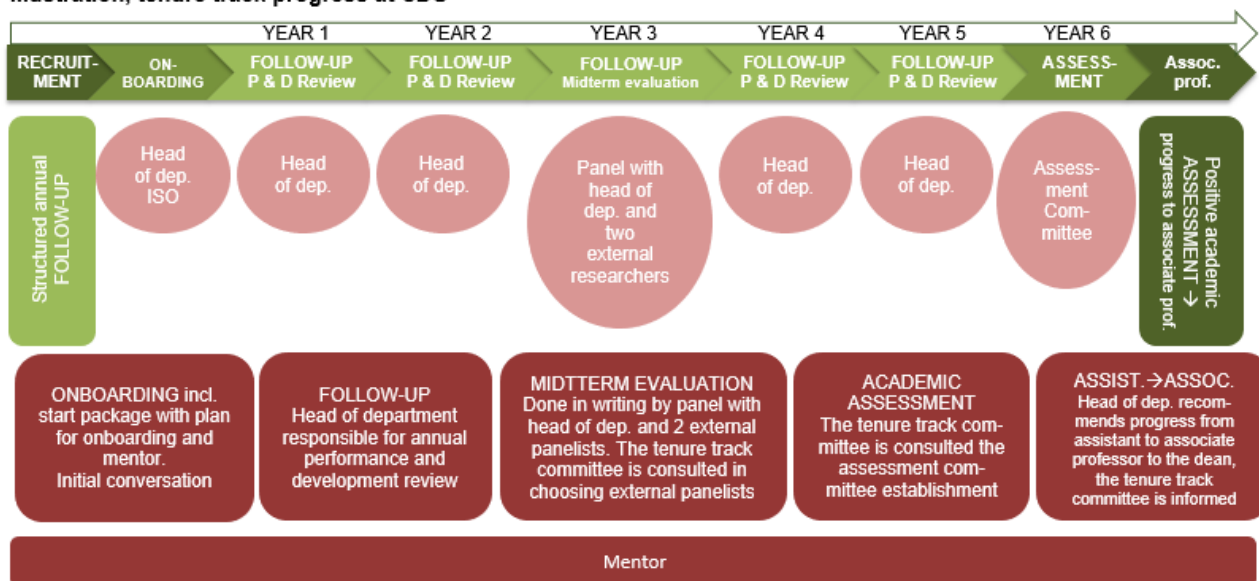 YEAR 1 YEAR 2 YEAR 3 YEAR 4 YEAR 5 YEAR 6
RECRUIT-
MENT
ON-
BOARDING
FOLLOW-UP
P & D Review
FOLLOW-UP
P & D Review
FOLLOW-UP
Midterm evaluation
FOLLOW-UP
P & D Review
FOLLOW-UP
P & D Review
ASSESS-
MENT
Assoc.
prof.
Structured annual
FOLLOW-UP
Head
of dep.
ISO
Head
of dep.
Head
of dep.
Panel with
head of
dep. and
two
external
researchers
Head
of dep.
Head
of dep.
Assess-
ment
Com-
mittee
Positive academic
ASSESSMENT →
progress to associate prof.
ONBOARDING incl.
start package with plan
for onboarding and
mentor.
Initial conversation
FOLLOW-UP
Head of department
responsible for annual
performance and
development review
MIDTTERM EVALUATION
Done in writing by panel with
head of dep. and 2 external
panelists. The tenure track
committee is consulted in
choosing external panelists
ACADEMIC
ASSESSMENT
The tenure track com-
mittee is consulted the
assessment com-
mittee establishment
ASSIST.→ASSOC.
Head of dep. recom-
mends progress from
assistant to associate
professor to the dean,
the tenure track
committee is informed
Mentor